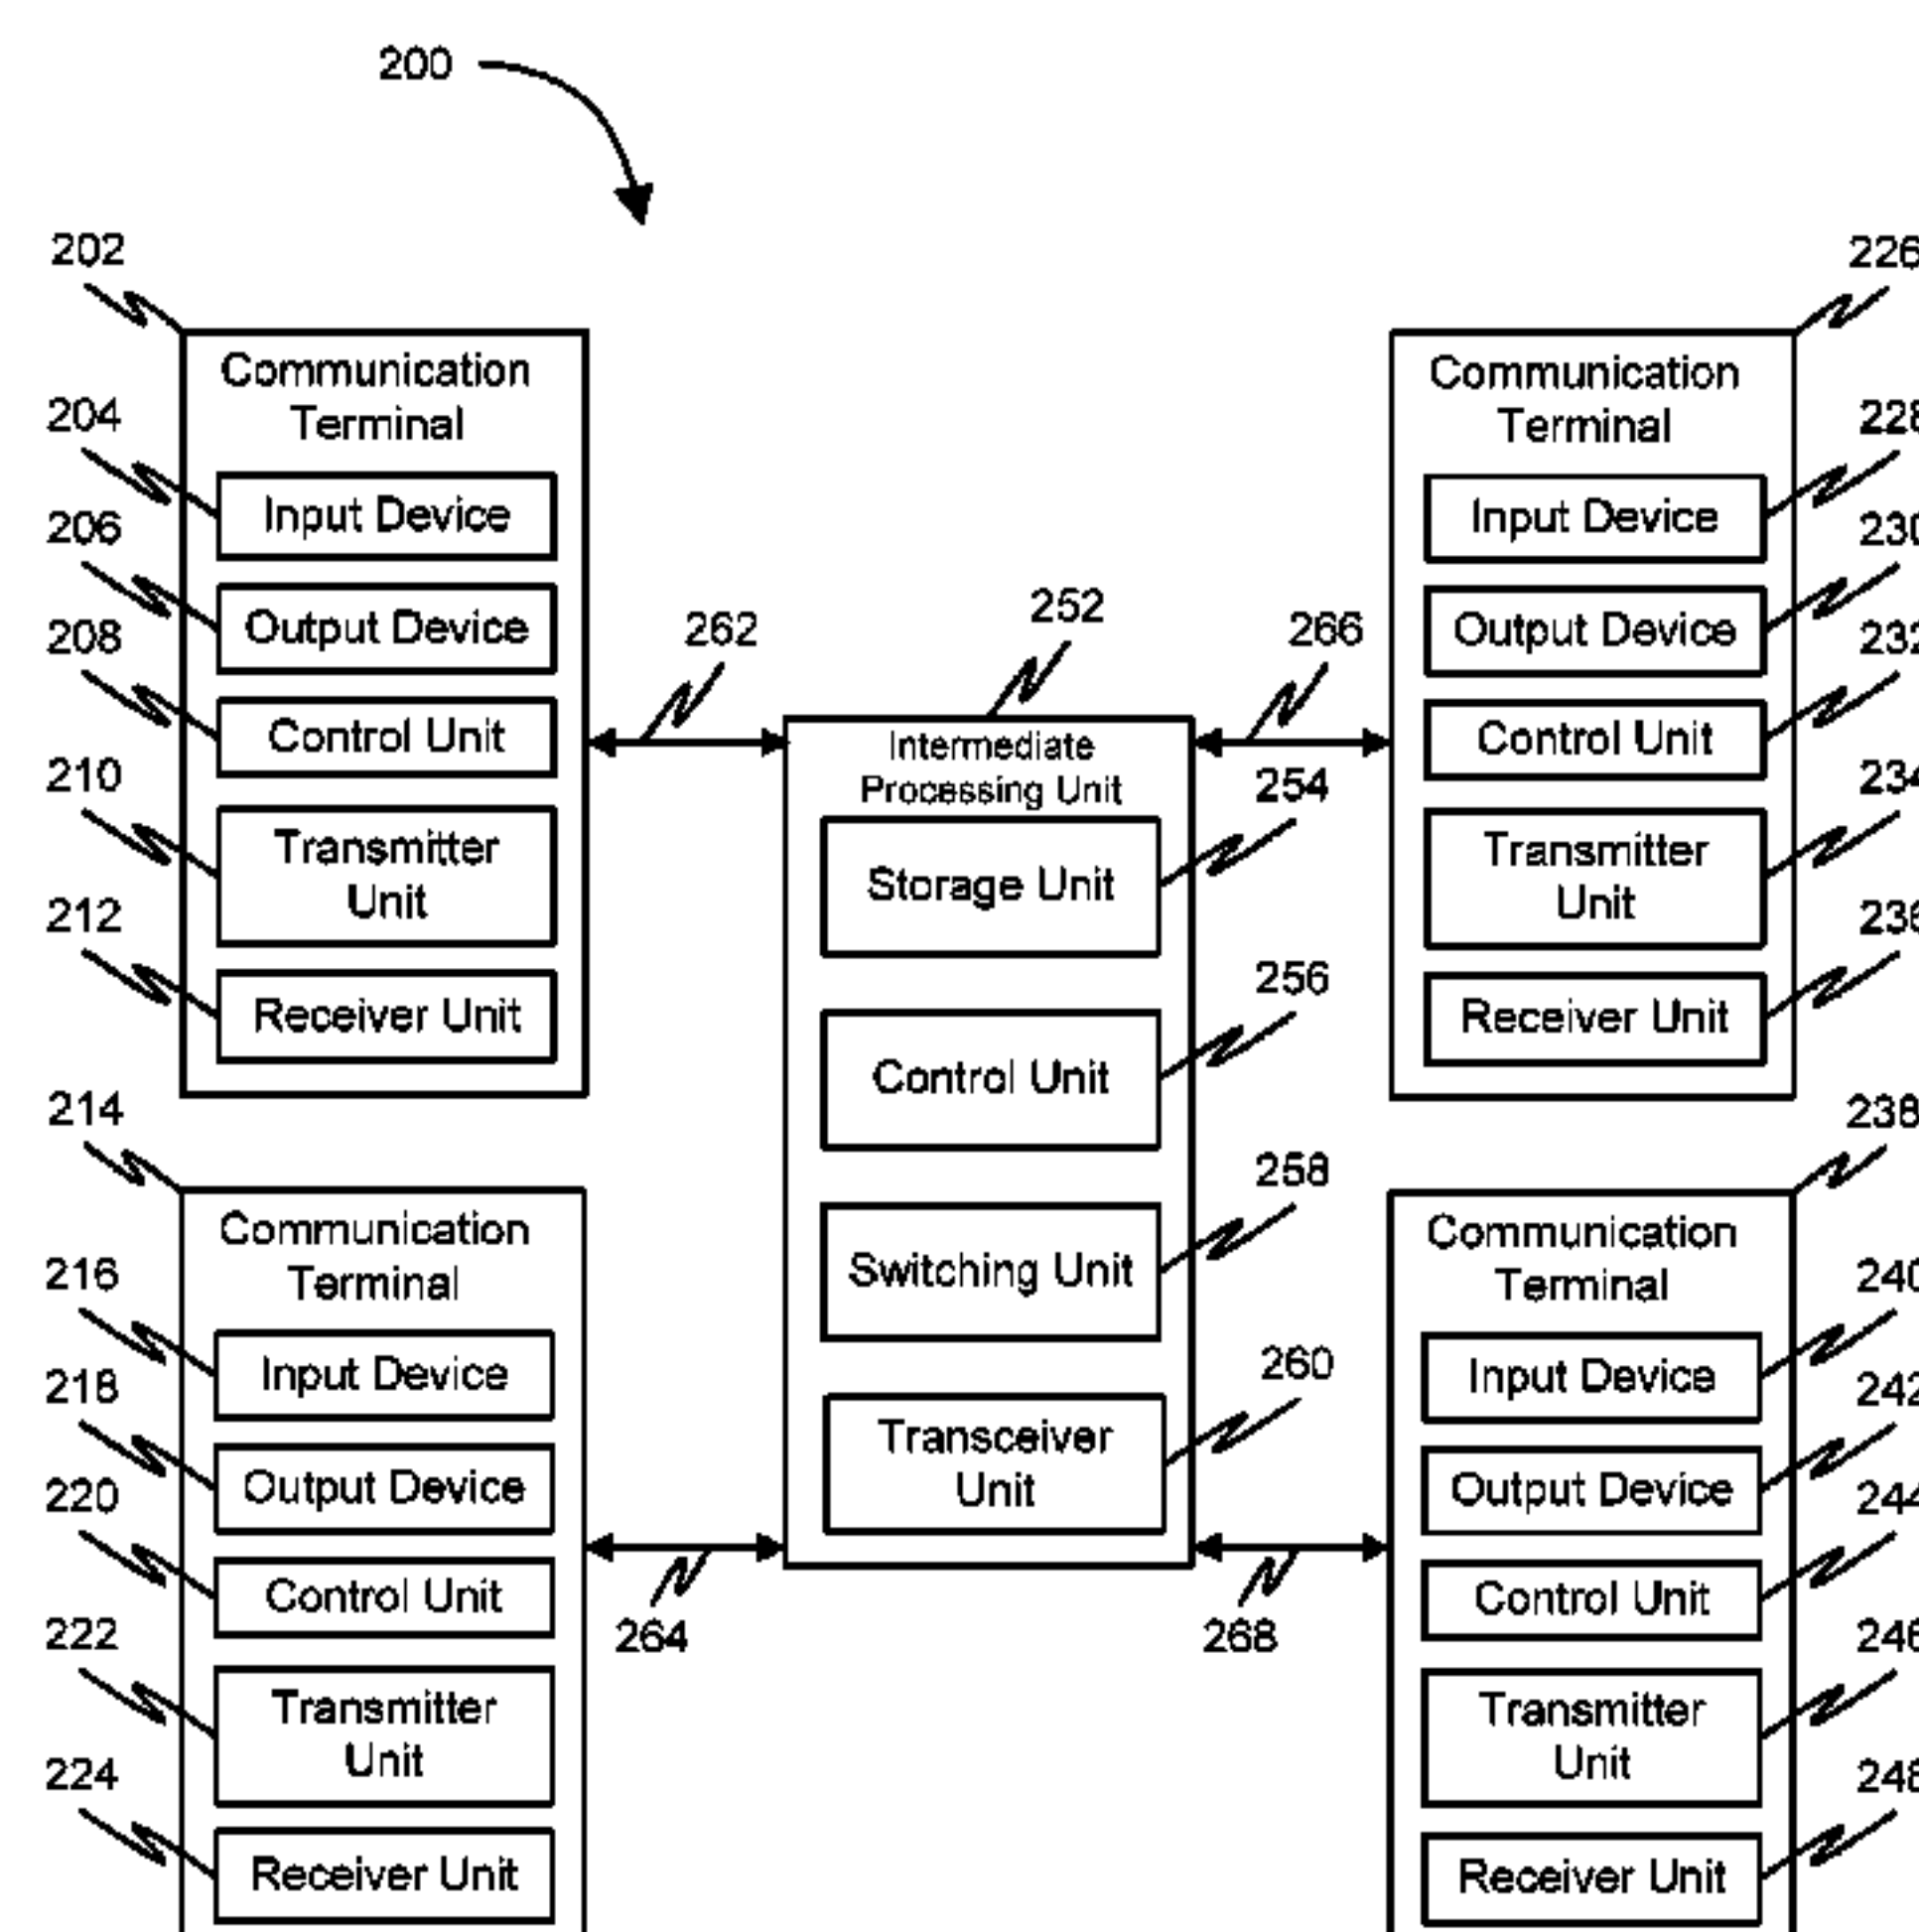 200
202
Communication
Terminal
204
Input Device
206
Output Device
208
Control Unit
210
Transmitter
Unit
212
Receiver Unit
214
Communication
Terminal
216
Input Device
218
Output Device
220
Control Unit
222
Transmitter
Unit
224
Receiver Unit
262
264
252
Intermediate
Processing Unit
254
Storage Unit
256
Control Unit
258
Switching Unit
260
Transceiver
Unit
266
268
226
Communication
Terminal
228
Input Device
230
Output Device
232
Control Unit
234
Transmitter
Unit
236
Receiver Unit
238
Communication
Terminal
240
Input Device
242
Output Device
244
Control Unit
246
Transmitter
Unit
248
Receiver Unit